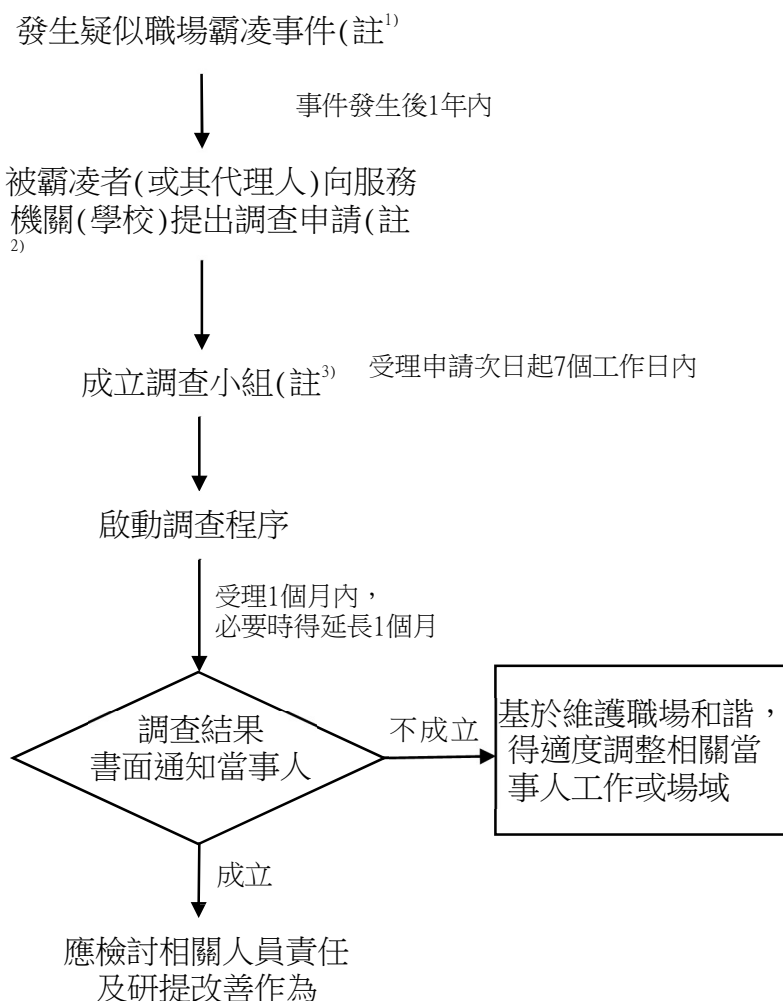 發生疑似職場霸凌事件(註1)
事件發生後1年內
被霸凌者(或其代理人)向服務
機關(學校)提出調查申請(註
2)
成立調查小組(註3)
受理申請次日起7個工作日內
啟動調查程序
受理1個月內，
必要時得延長1個月
調查結果
書面通知當事人
不成立
基於維護職場和諧，
得適度調整相關當
事人工作或場域
成立
應檢討相關人員責任
及研提改善作為